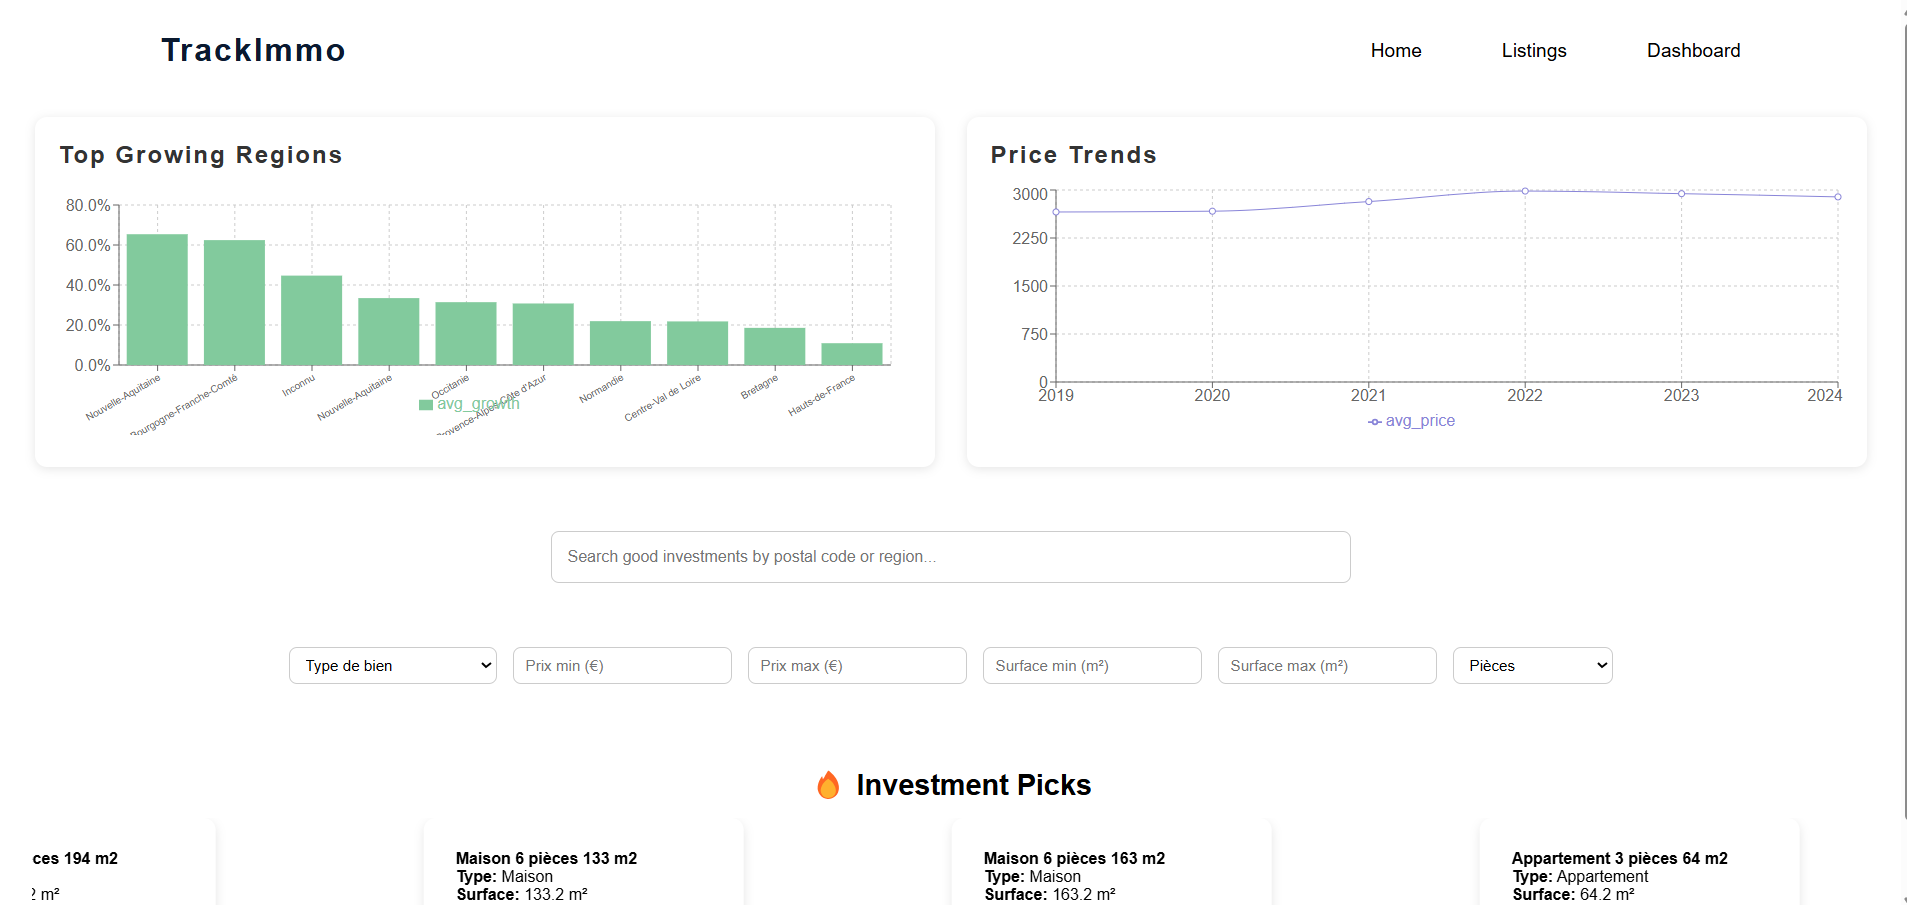 TrackImmo
Home Listings Dashboard
Top Growing Regions
80.0%
60.0%
40.0%
20.0%
0.0%
Nouvelle-Aquitaine
Bourgogne-Franche-Comté
Inconnu
Nouvelle-Aquitaine
Occitanie
Provence-Alpes-Côte d'Azur
Normandie
Centre-Val de Loire
Bretagne
Hauts-de-France
avg_growth
Price Trends
3000
2250
1500
750
0
2019 2020 2021 2022 2023 2024
avg_price
Search good investments by postal code or region...
Type de bien Prix min (€) Prix max (€) Surface min (m²) Surface max (m²) Pièces
Investment Picks
ces 194 m2
2 m²
Maison 6 pièces 133 m2
Type: Maison
Surface: 133.2 m²
Maison 6 pièces 163 m2
Type: Maison
Surface: 163.2 m²
Appartement 3 pièces 64 m2
Type: Appartement
Surface: 64.2 m²